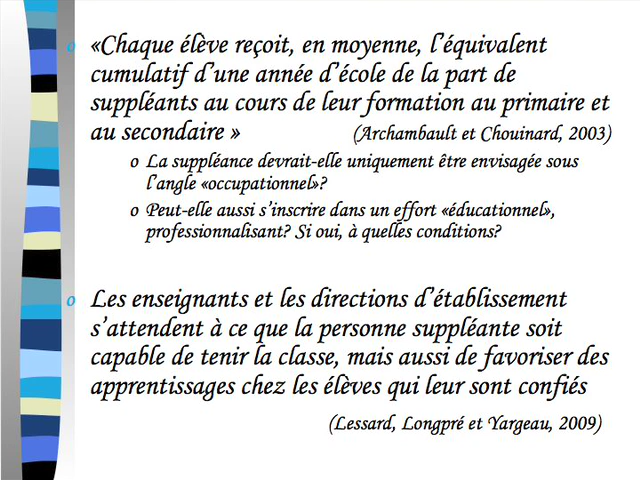 o «Chaque élève reçoit, en moyenne, l’équivalent
cumulatif d’une année d’école de la part de
suppléants au cours de leur formation au primaire et
au secondaire » (Archambault et Chouinard, 2003)
o La suppléance devrait-elle uniquement être envisagée sous
l’angle «occupationnel»?
o Peut-elle aussi s’inscrire dans un effort «éducationnel»,
professionnalisant? Si oui, à quelles conditions?
o Les enseignants et les directions d’établissement
s’attendent à ce que la personne suppléante soit
capable de tenir la classe, mais aussi de favoriser des
apprentissages chez les élèves qui leur sont confiés
(Lessard, Longpré et Yargeau, 2009)